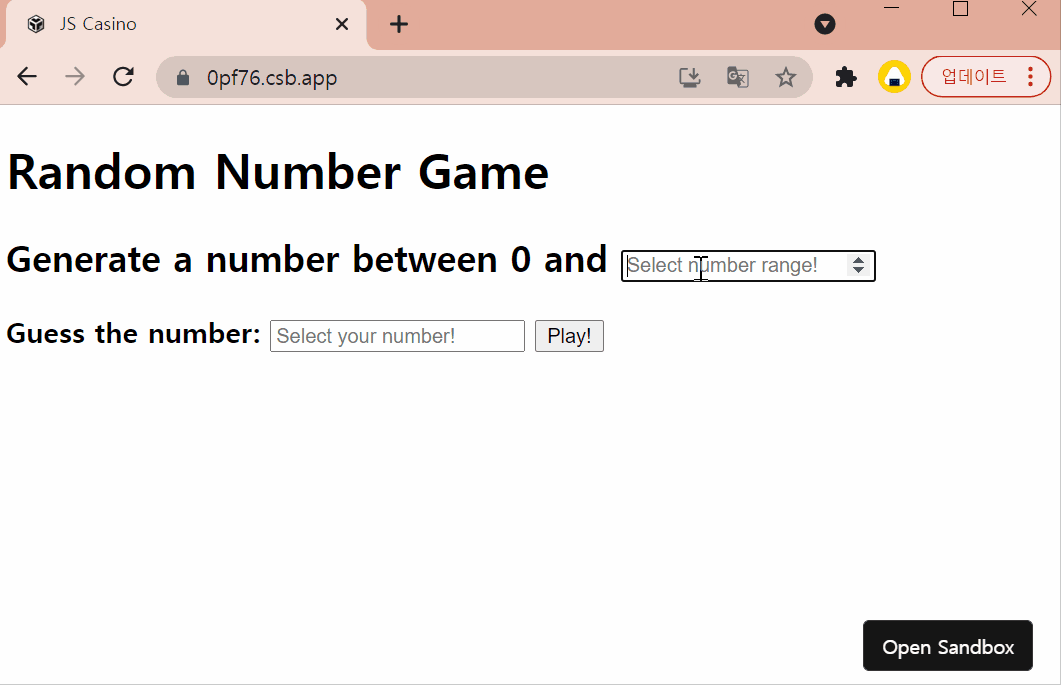 JS Casino
0pf76.csb.app
업데이트
Random Number Game
Generate a number between 0 and Select number range!
Guess the number: Select your number! Play!
Open Sandbox